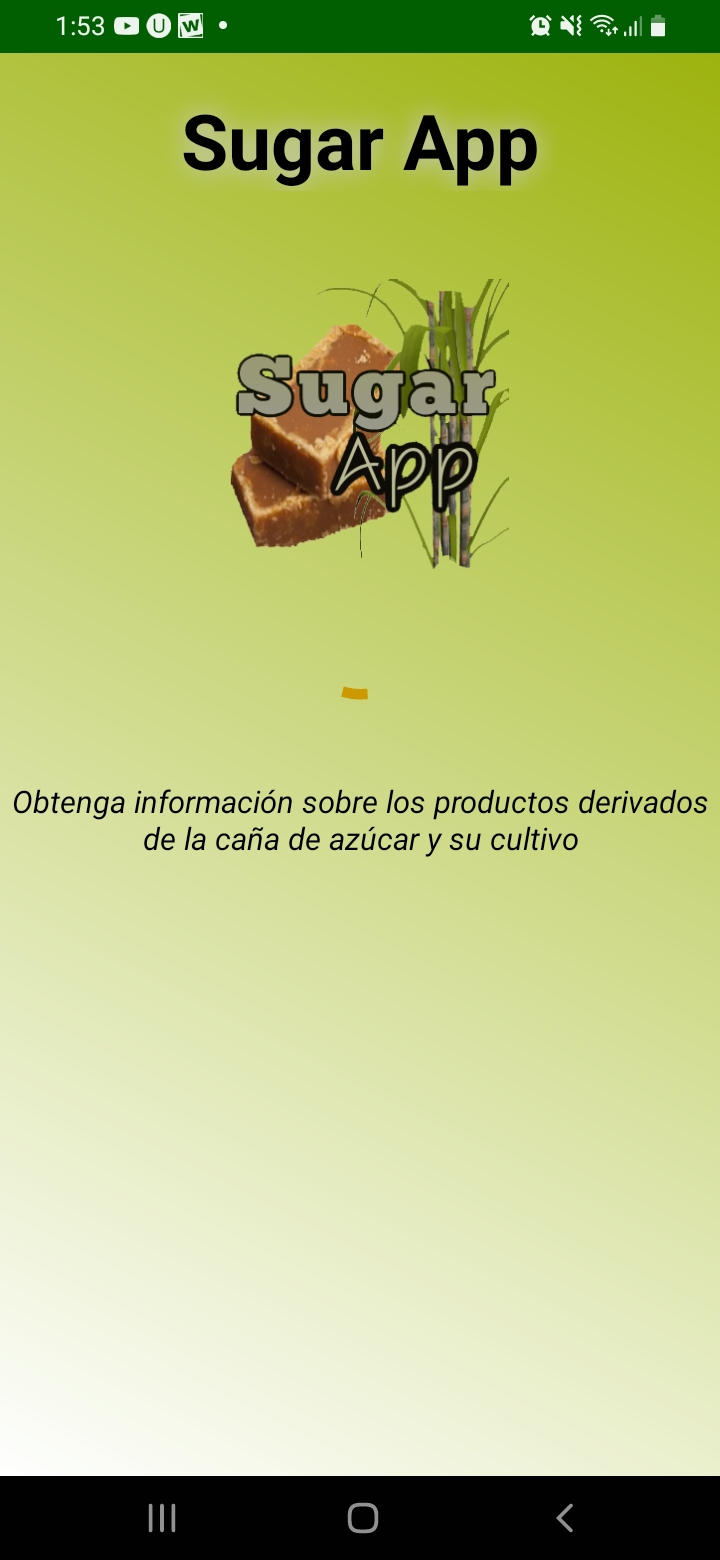 1:53
Sugar App
Sugar
App
Obtenga información sobre los productos derivados
de la caña de azúcar y su cultivo